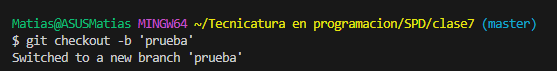 Matias@ASUSMatias MINGW64 ~/Tecnicatura en programacion/SPD/clase7 (master)
$ git checkout -b 'prueba'
Switched to a new branch 'prueba'